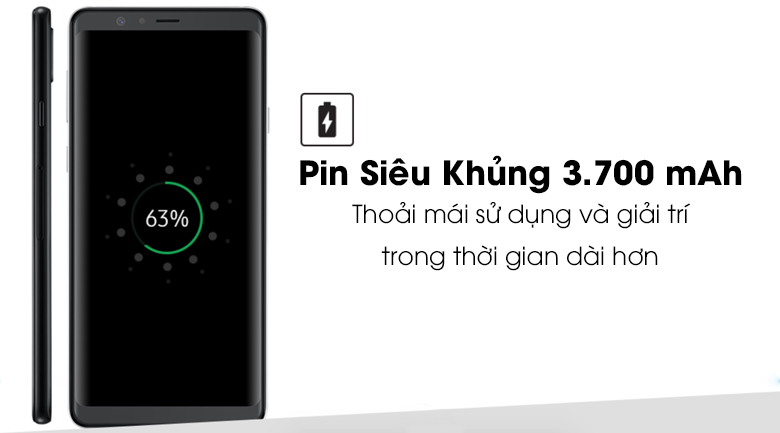 63%
Pin Siêu Khủng 3.700 mAh
Thoải mái sử dụng và giải trí
trong thời gian dài hơn